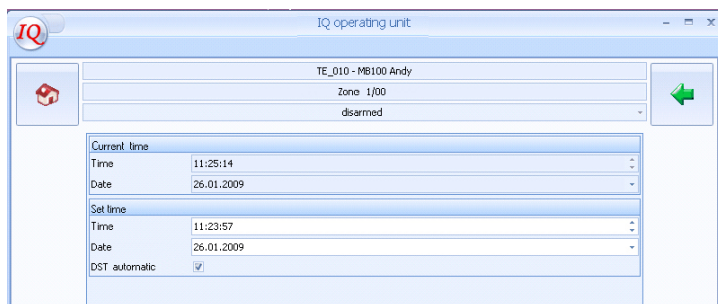 IQ
IQ operating unit
TE_010 - MB100 Andy
Zone 1/00
disarmed
Current time
Time 11:25:14
Date 26.01.2009
Set time
Time 11:23:57
Date 26.01.2009
DST automatic